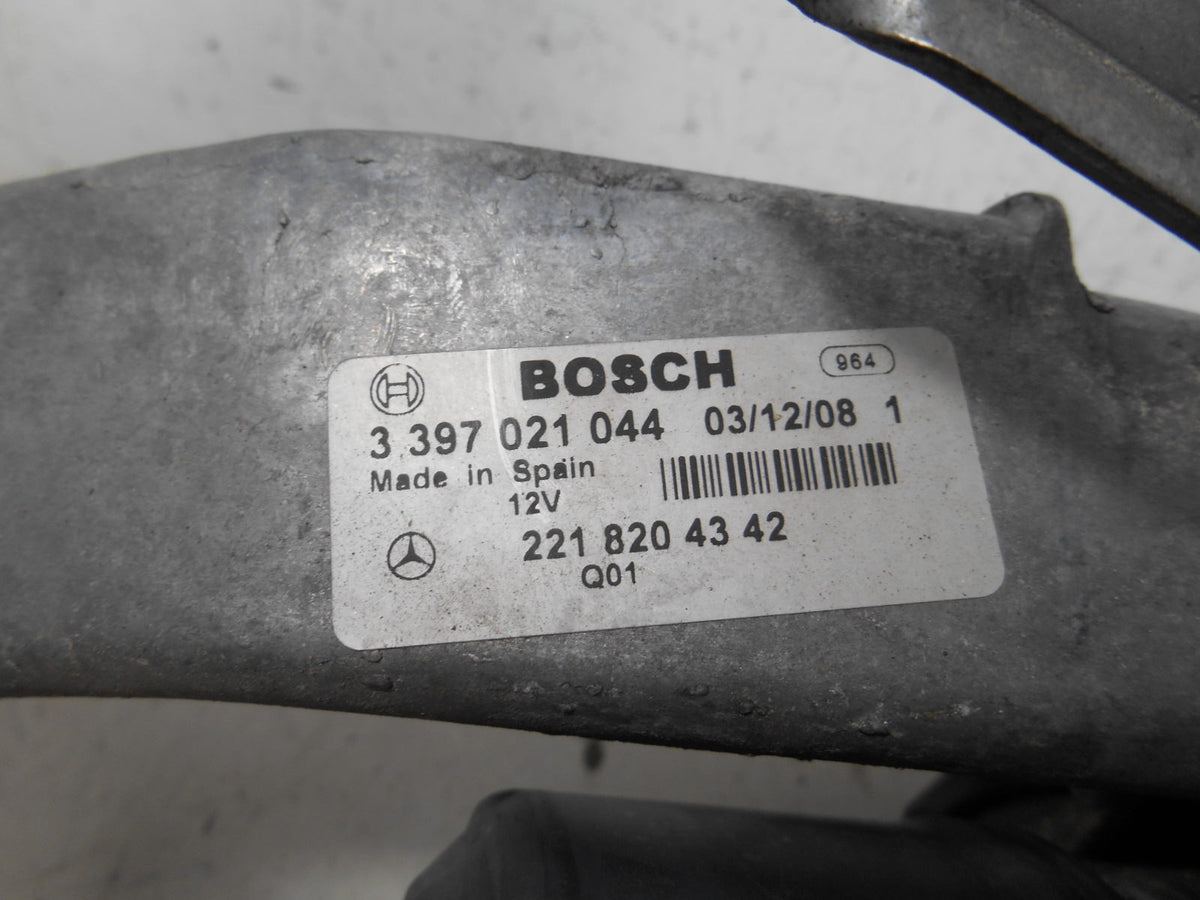 BOSCH 964
3 397 021 044 03/12/08 1
Made in Spain
12V
221 820 43 42
Q01